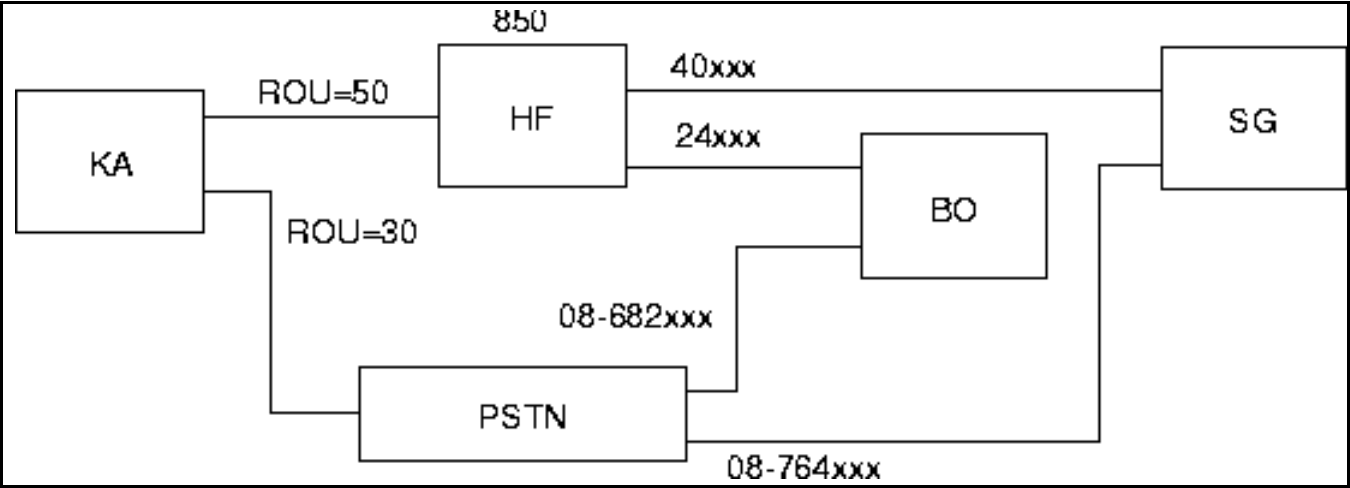 850
40xxx
ROU=50
HF
SG
24xxx
KA
BO
ROU=30
08-682xxx
PSTN
08-764xxx